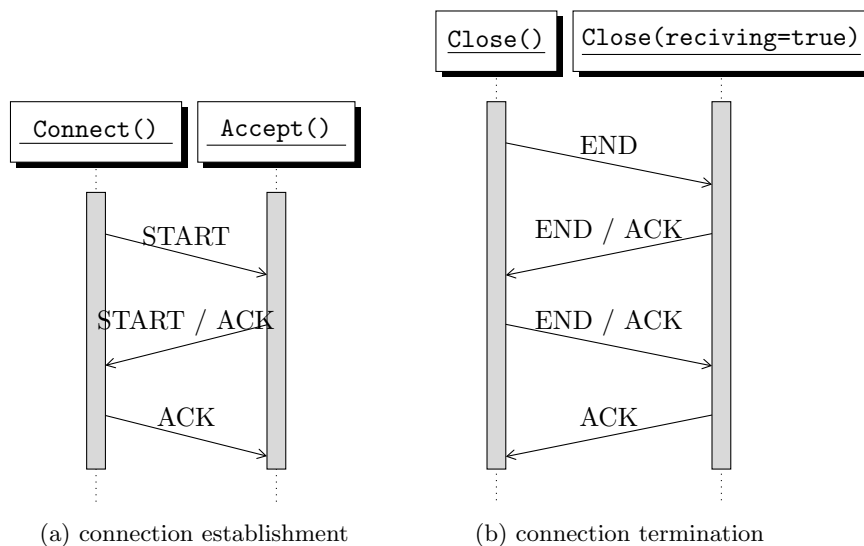 Connect()
Accept()
START
START / ACK
ACK
(a) connection establishment
Close()
Close(reciving=true)
END
END / ACK
END / ACK
ACK
(b) connection termination